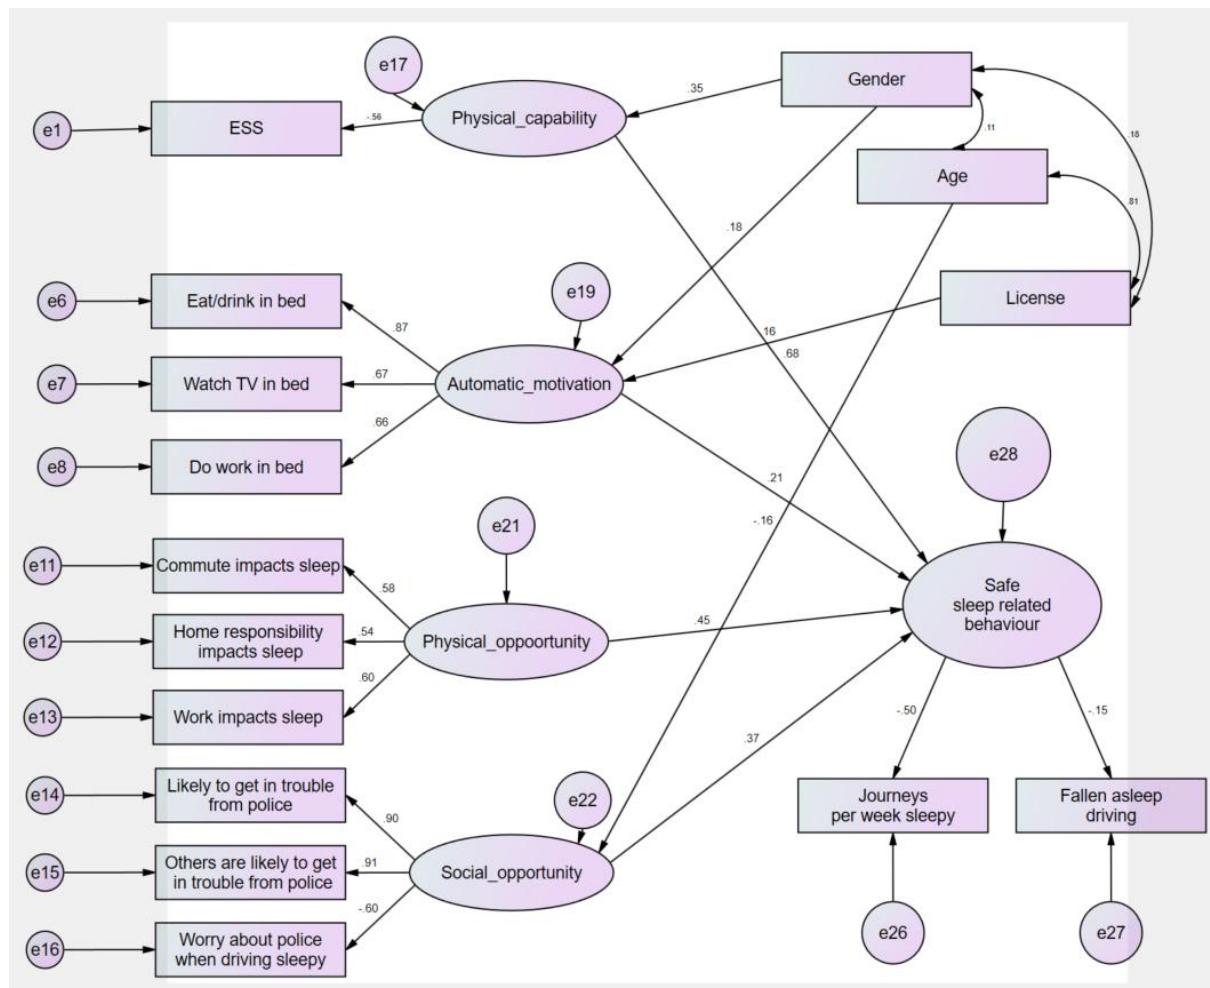 e17
Gender
.35
Physical_capability
e1
ESS
-.56
.11
.18
Age
.81
.18
e19
License
e6
Eat/drink in bed
.87
16
.68
e7
Watch TV in bed
.67
Automatic_motivation
.66
e8
Do work in bed
e28
.21
e21
-.16
e11
Commute impacts sleep
.58
Safe
sleep related
behaviour
e12
Home responsibility
impacts sleep
.54
Physical_oppoortunity
.45
.60
e13
Work impacts sleep
-.50
-.15
.37
e14
Likely to get in trouble
from police
e22
Journeys
per week sleepy
Fallen asleep
driving
.90
e15
Others are likely to get
in trouble from police
.91
Social_opportunity
-.60
e16
Worry about police
when driving sleepy
e26
e27